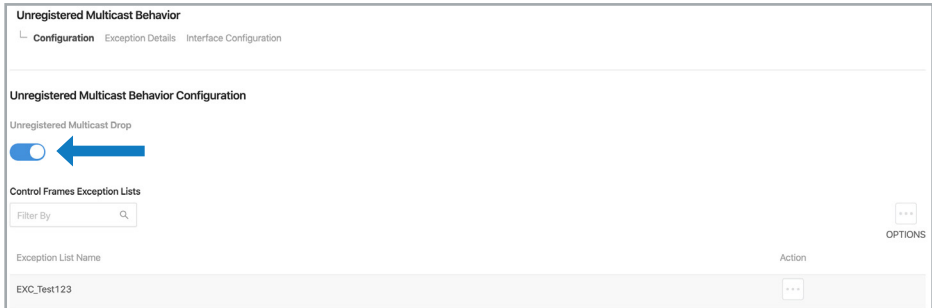 Unregistered Multicast Behavior
Configuration Exception Details Interface Configuration
Unregistered Multicast Behavior Configuration
Unregistered Multicast Drop
Control Frames Exception Lists
Filter By
OPTIONS
Exception List Name Action
EXC_Test123